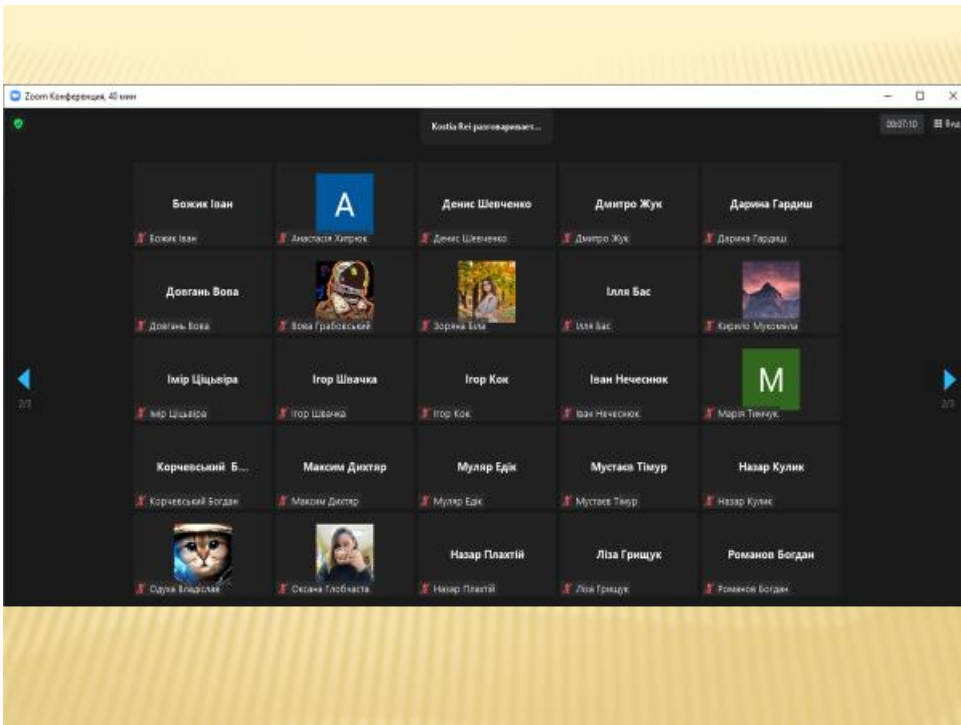 Zoom Конференция, 40 мин
Kostia Rei разговаривает...
00:07:10
Вид
Божик Іван
A
Денис Шевченко
Дмитро Жук
Дарина Гардиш
Божик Іван
Анастасія Хитрюк
Денис Шевченко
Дмитро Жук
Дарина Гардиш
Довгань Вова
Ілля Бас
Довгань Вова
Вова Грабовський
Зоряна Біла
Ілля Бас
Кирило Мукомела
Імір Ціцьвіра
Ігор Швачка
Ігор Кок
Іван Нечеснюк
M
2/3
Імір Ціцьвіра
Ігор Швачка
Ігор Кок
Іван Нечеснюк
Марія Тимчук
2/3
Корчевський Б...
Максим Дихтяр
Муляр Едік
Мустаєв Тімур
Назар Кулик
Корчевський Богдан
Максим Дихтяр
Муляр Едік
Мустаєв Тімур
Назар Кулик
Назар Плахтій
Ліза Грищук
Романов Богдан
Одуха Владіслав
Оксана Глобчаста
Назар Плахтій
Ліза Грищук
Романов Богдан